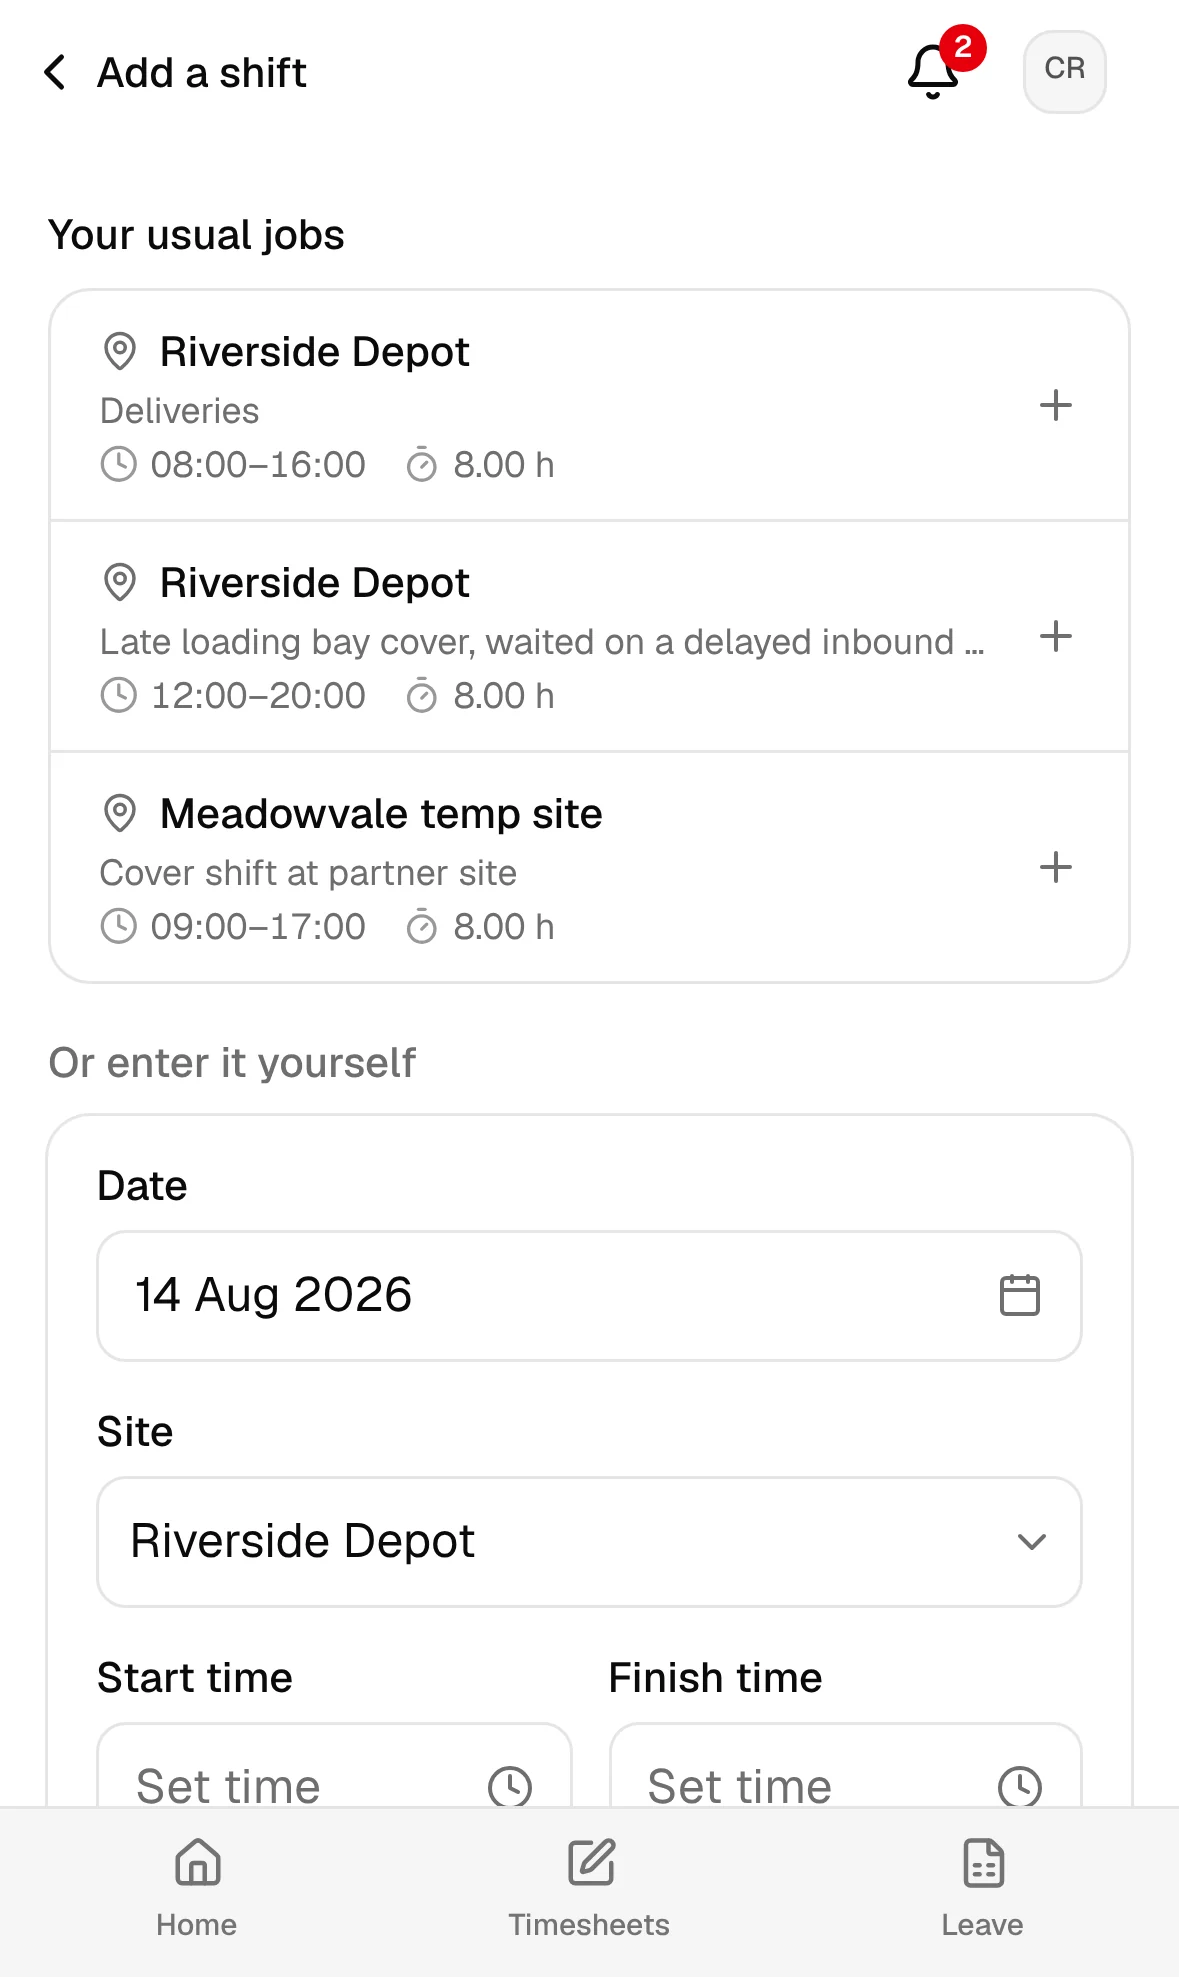 Add a shift
2
CR
Your usual jobs
Riverside Depot
Deliveries
08:00–16:00 8.00 h
Riverside Depot
Late loading bay cover, waited on a delayed inbound ...
12:00–20:00 8.00 h
Meadowvale temp site
Cover shift at partner site
09:00–17:00 8.00 h
Or enter it yourself
Date
14 Aug 2026
Site
Riverside Depot
Start time Finish time
Set time Set time
Home Timesheets Leave